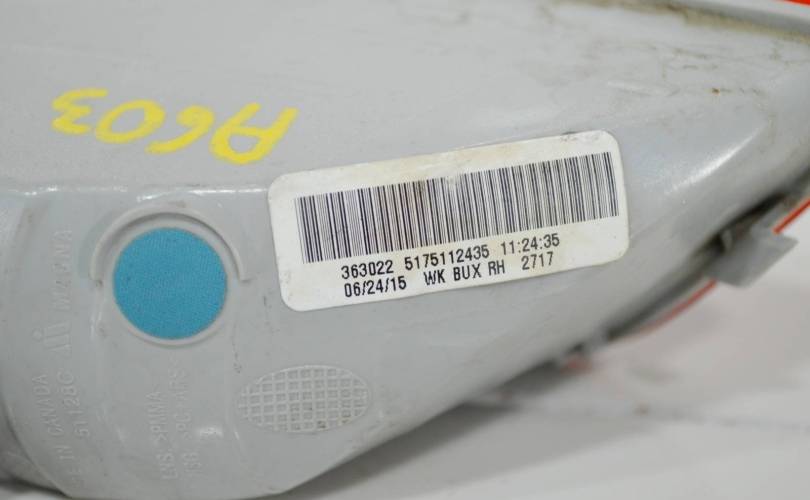 A603
363022 5175112435 11:24:35
06/24/15 WK BUX RH 2717
MAGNA
IN CANADA